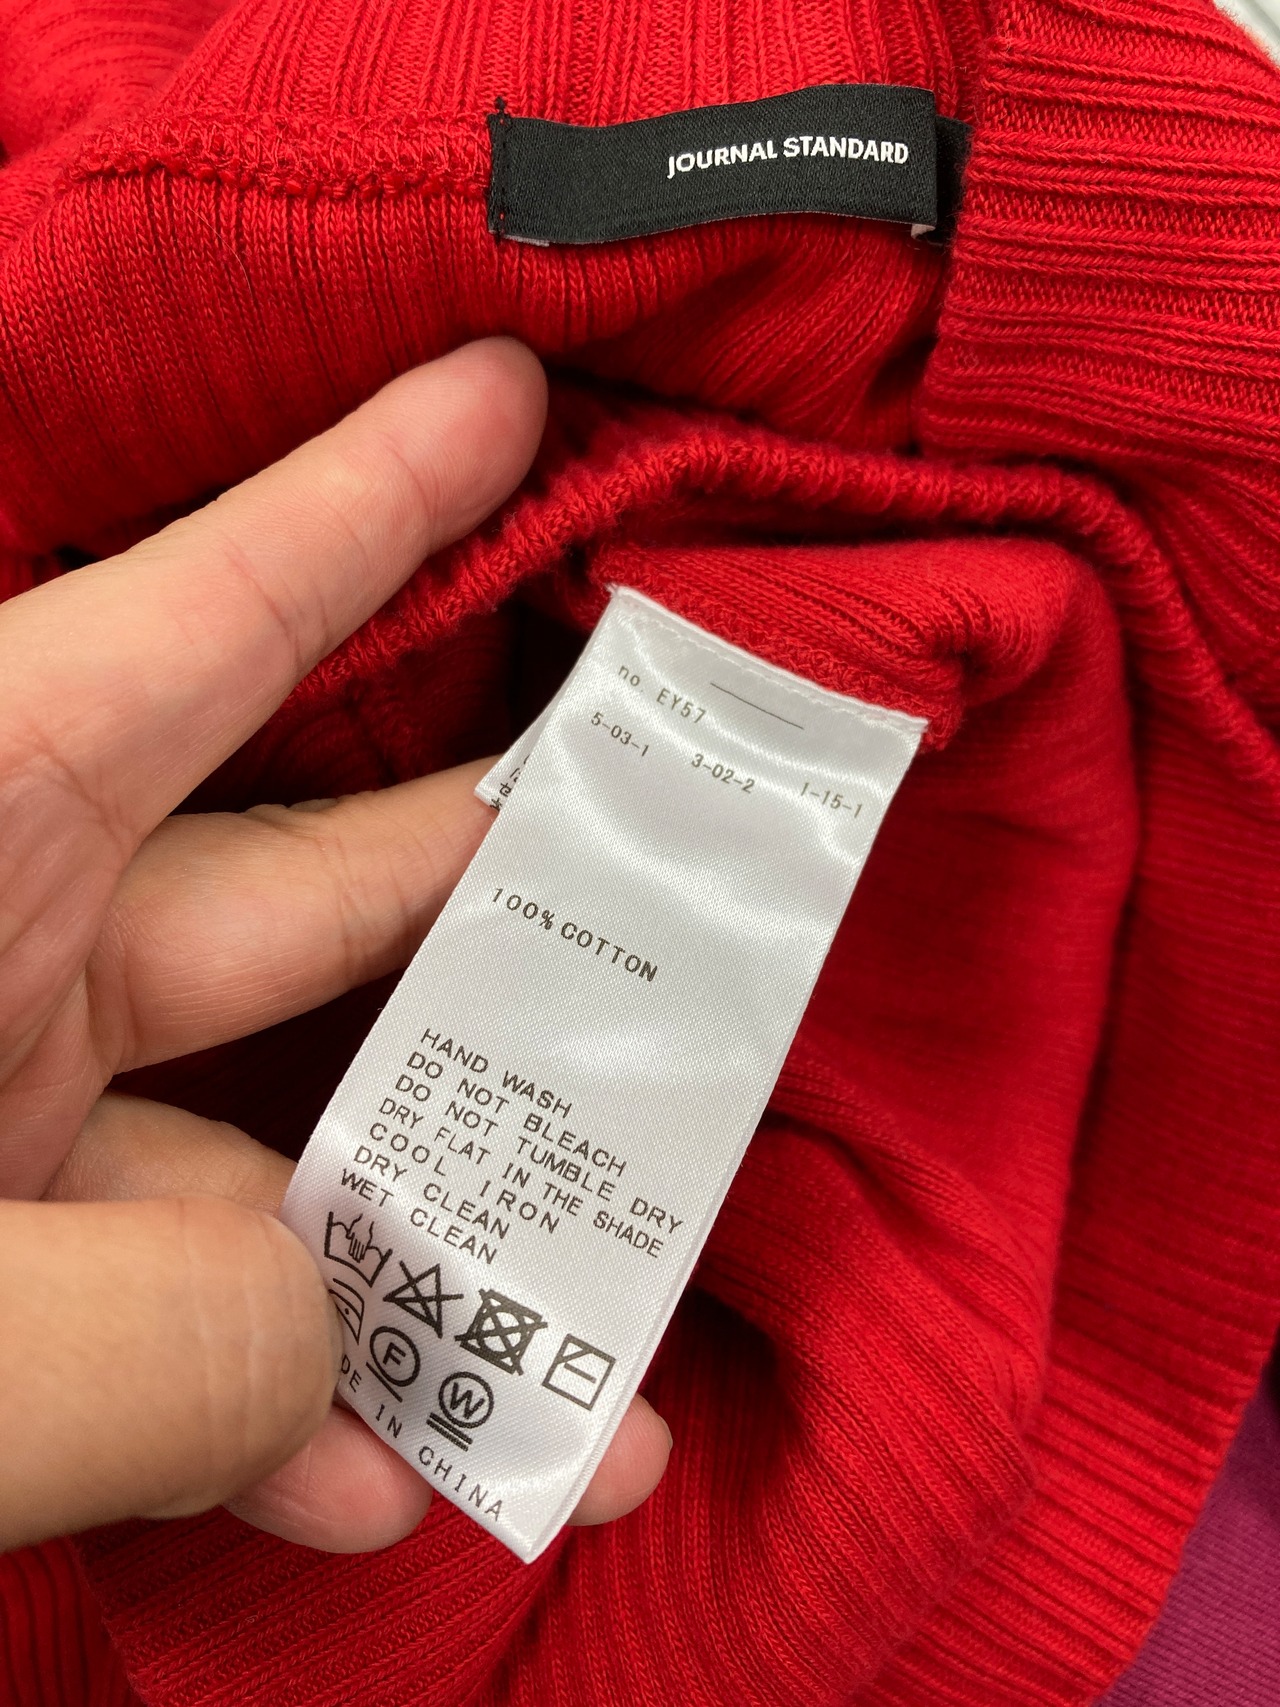 JOURNAL STANDARD
no EY57
5-03-1 3-02-2 1-15-1
100% COTTON
HAND WASH
DO NOT BLEACH
DO NOT TUMBLE DRY
DRY FLAT IN THE SHADE
COOL IRON
DRY CLEAN
WET CLEAN
F
W
DE IN CHINA